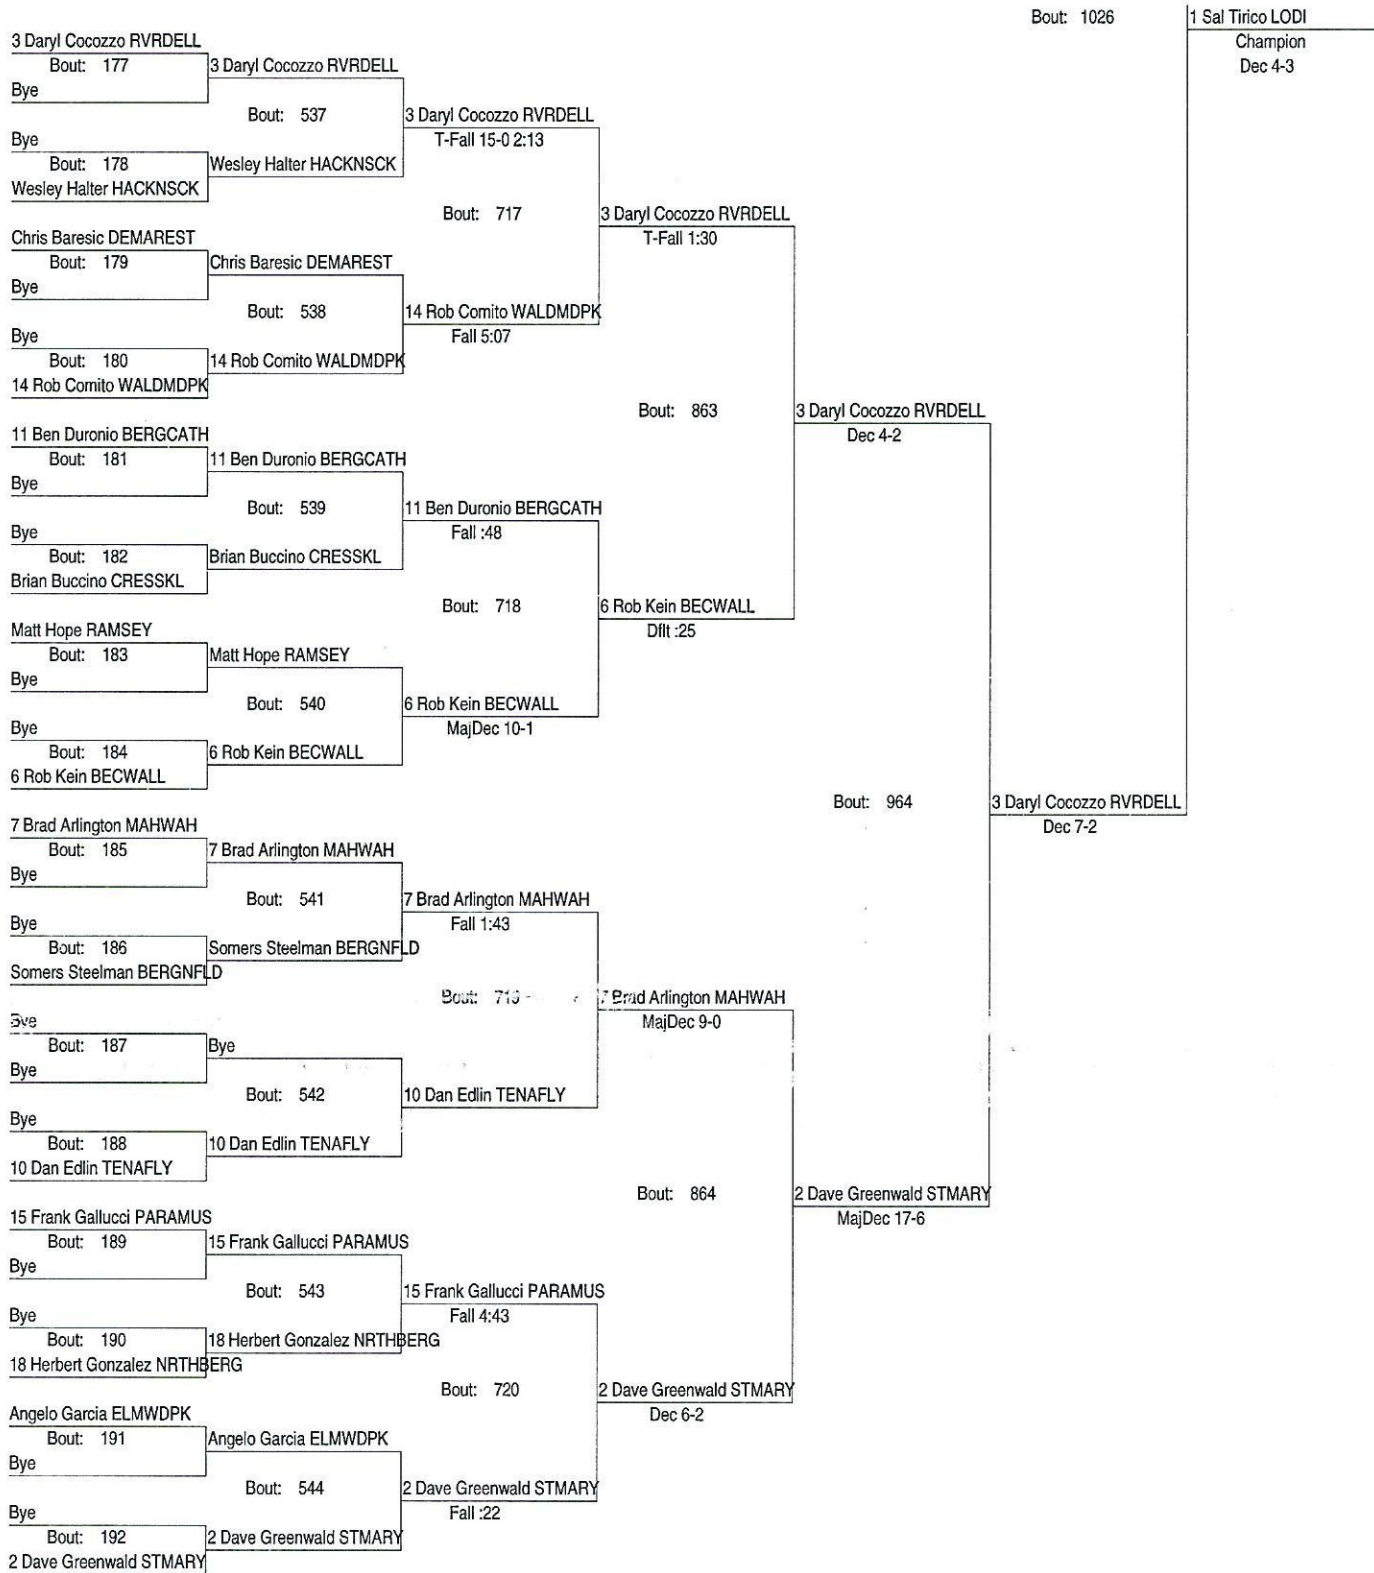 Bout: 1026
1 Sal Tirico LODI
Champion
Dec 4-3
3 Daryl Cocozzo RVRDELL
Bout: 177
Bye
3 Daryl Cocozzo RVRDELL
Bout: 537
Bye
Bout: 178
Wesley Halter HACKNSCK
Wesley Halter HACKNSCK
3 Daryl Cocozzo RVRDELL
T-Fall 15-0 2:13
Bout: 717
Chris Baresic DEMAREST
Bout: 179
Bye
Chris Baresic DEMAREST
Bout: 538
Bye
Bout: 180
14 Rob Comito WALDMDPK
14 Rob Comito WALDMDPK
14 Rob Comito WALDMDPK
Fall 5:07
3 Daryl Cocozzo RVRDELL
T-Fall 1:30
Bout: 863
11 Ben Duronio BERGCATH
Bout: 181
Bye
11 Ben Duronio BERGCATH
Bout: 539
Bye
Bout: 182
Brian Buccino CRESSKL
Brian Buccino CRESSKL
11 Ben Duronio BERGCATH
Fall :48
Bout: 718
Matt Hope RAMSEY
Bout: 183
Bye
Matt Hope RAMSEY
Bout: 540
Bye
Bout: 184
6 Rob Kein BECWALL
6 Rob Kein BECWALL
6 Rob Kein BECWALL
MajDec 10-1
6 Rob Kein BECWALL
Dflt :25
3 Daryl Cocozzo RVRDELL
Dec 4-2
Bout: 964
3 Daryl Cocozzo RVRDELL
Dec 7-2
7 Brad Arlington MAHWAH
Bout: 185
Bye
7 Brad Arlington MAHWAH
Bout: 541
Bye
Bout: 186
Somers Steelman BERGNFLD
Somers Steelman BERGNFLD
7 Brad Arlington MAHWAH
Fall 1:43
Bout: 719
Bye
Bout: 187
Bye
Bye
Bout: 542
Bye
Bout: 188
10 Dan Edlin TENAFLY
10 Dan Edlin TENAFLY
10 Dan Edlin TENAFLY
7 Brad Arlington MAHWAH
MajDec 9-0
Bout: 864
15 Frank Gallucci PARAMUS
Bout: 189
Bye
15 Frank Gallucci PARAMUS
Bout: 543
Bye
Bout: 190
18 Herbert Gonzalez NRTHBERG
18 Herbert Gonzalez NRTHBERG
15 Frank Gallucci PARAMUS
Fall 4:43
Bout: 720
Angelo Garcia ELMWDPK
Bout: 191
Bye
Angelo Garcia ELMWDPK
Bout: 544
Bye
Bout: 192
2 Dave Greenwald STMARY
2 Dave Greenwald STMARY
2 Dave Greenwald STMARY
Fall :22
2 Dave Greenwald STMARY
Dec 6-2
2 Dave Greenwald STMARY
MajDec 17-6